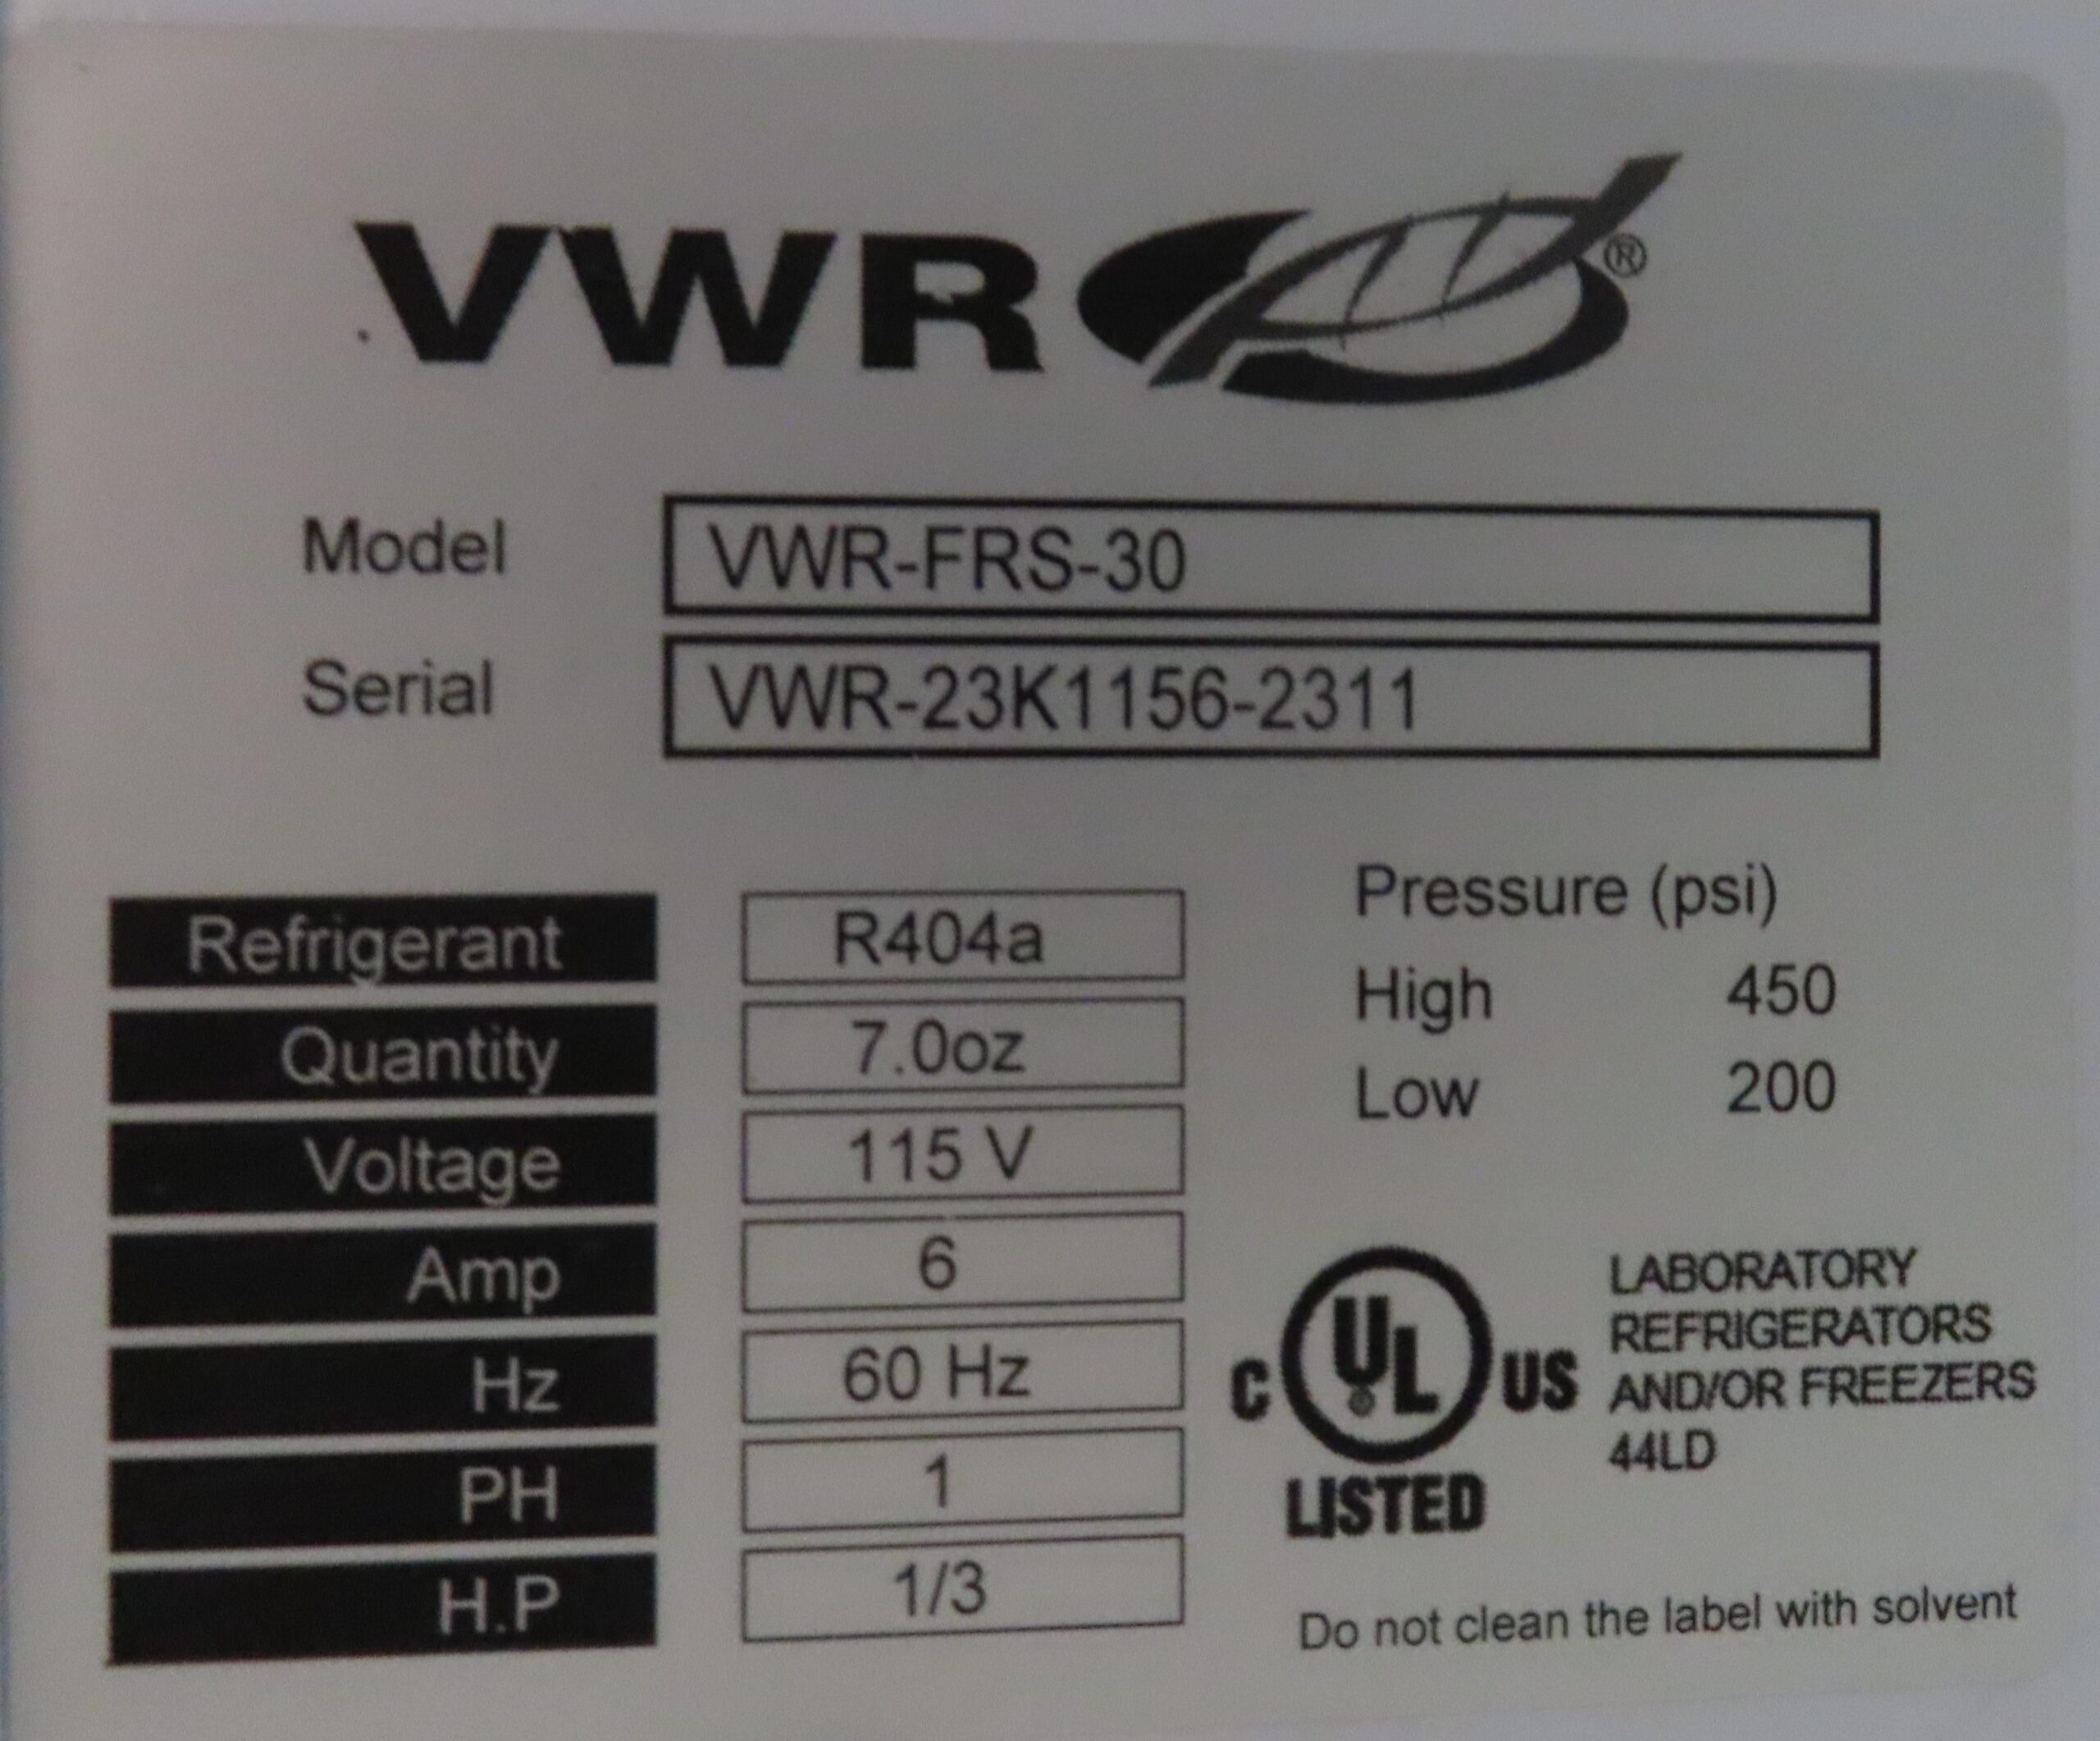 VWR®
Model VWR-FRS-30
Serial VWR-23K1156-2311
Refrigerant R404a
Quantity 7.0oz
Voltage 115 V
Amp 6
Hz 60 Hz
PH 1
H.P 1/3
Pressure (psi)
High 450
Low 200
C UL® US
LISTED
LABORATORY
REFRIGERATORS
AND/OR FREEZERS
44LD
Do not clean the label with solvent